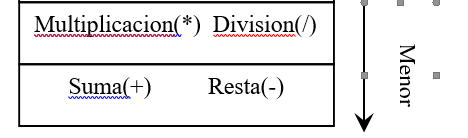 Multiplicacion(*) Division(/)
Suma(+) Resta(-)
Menor